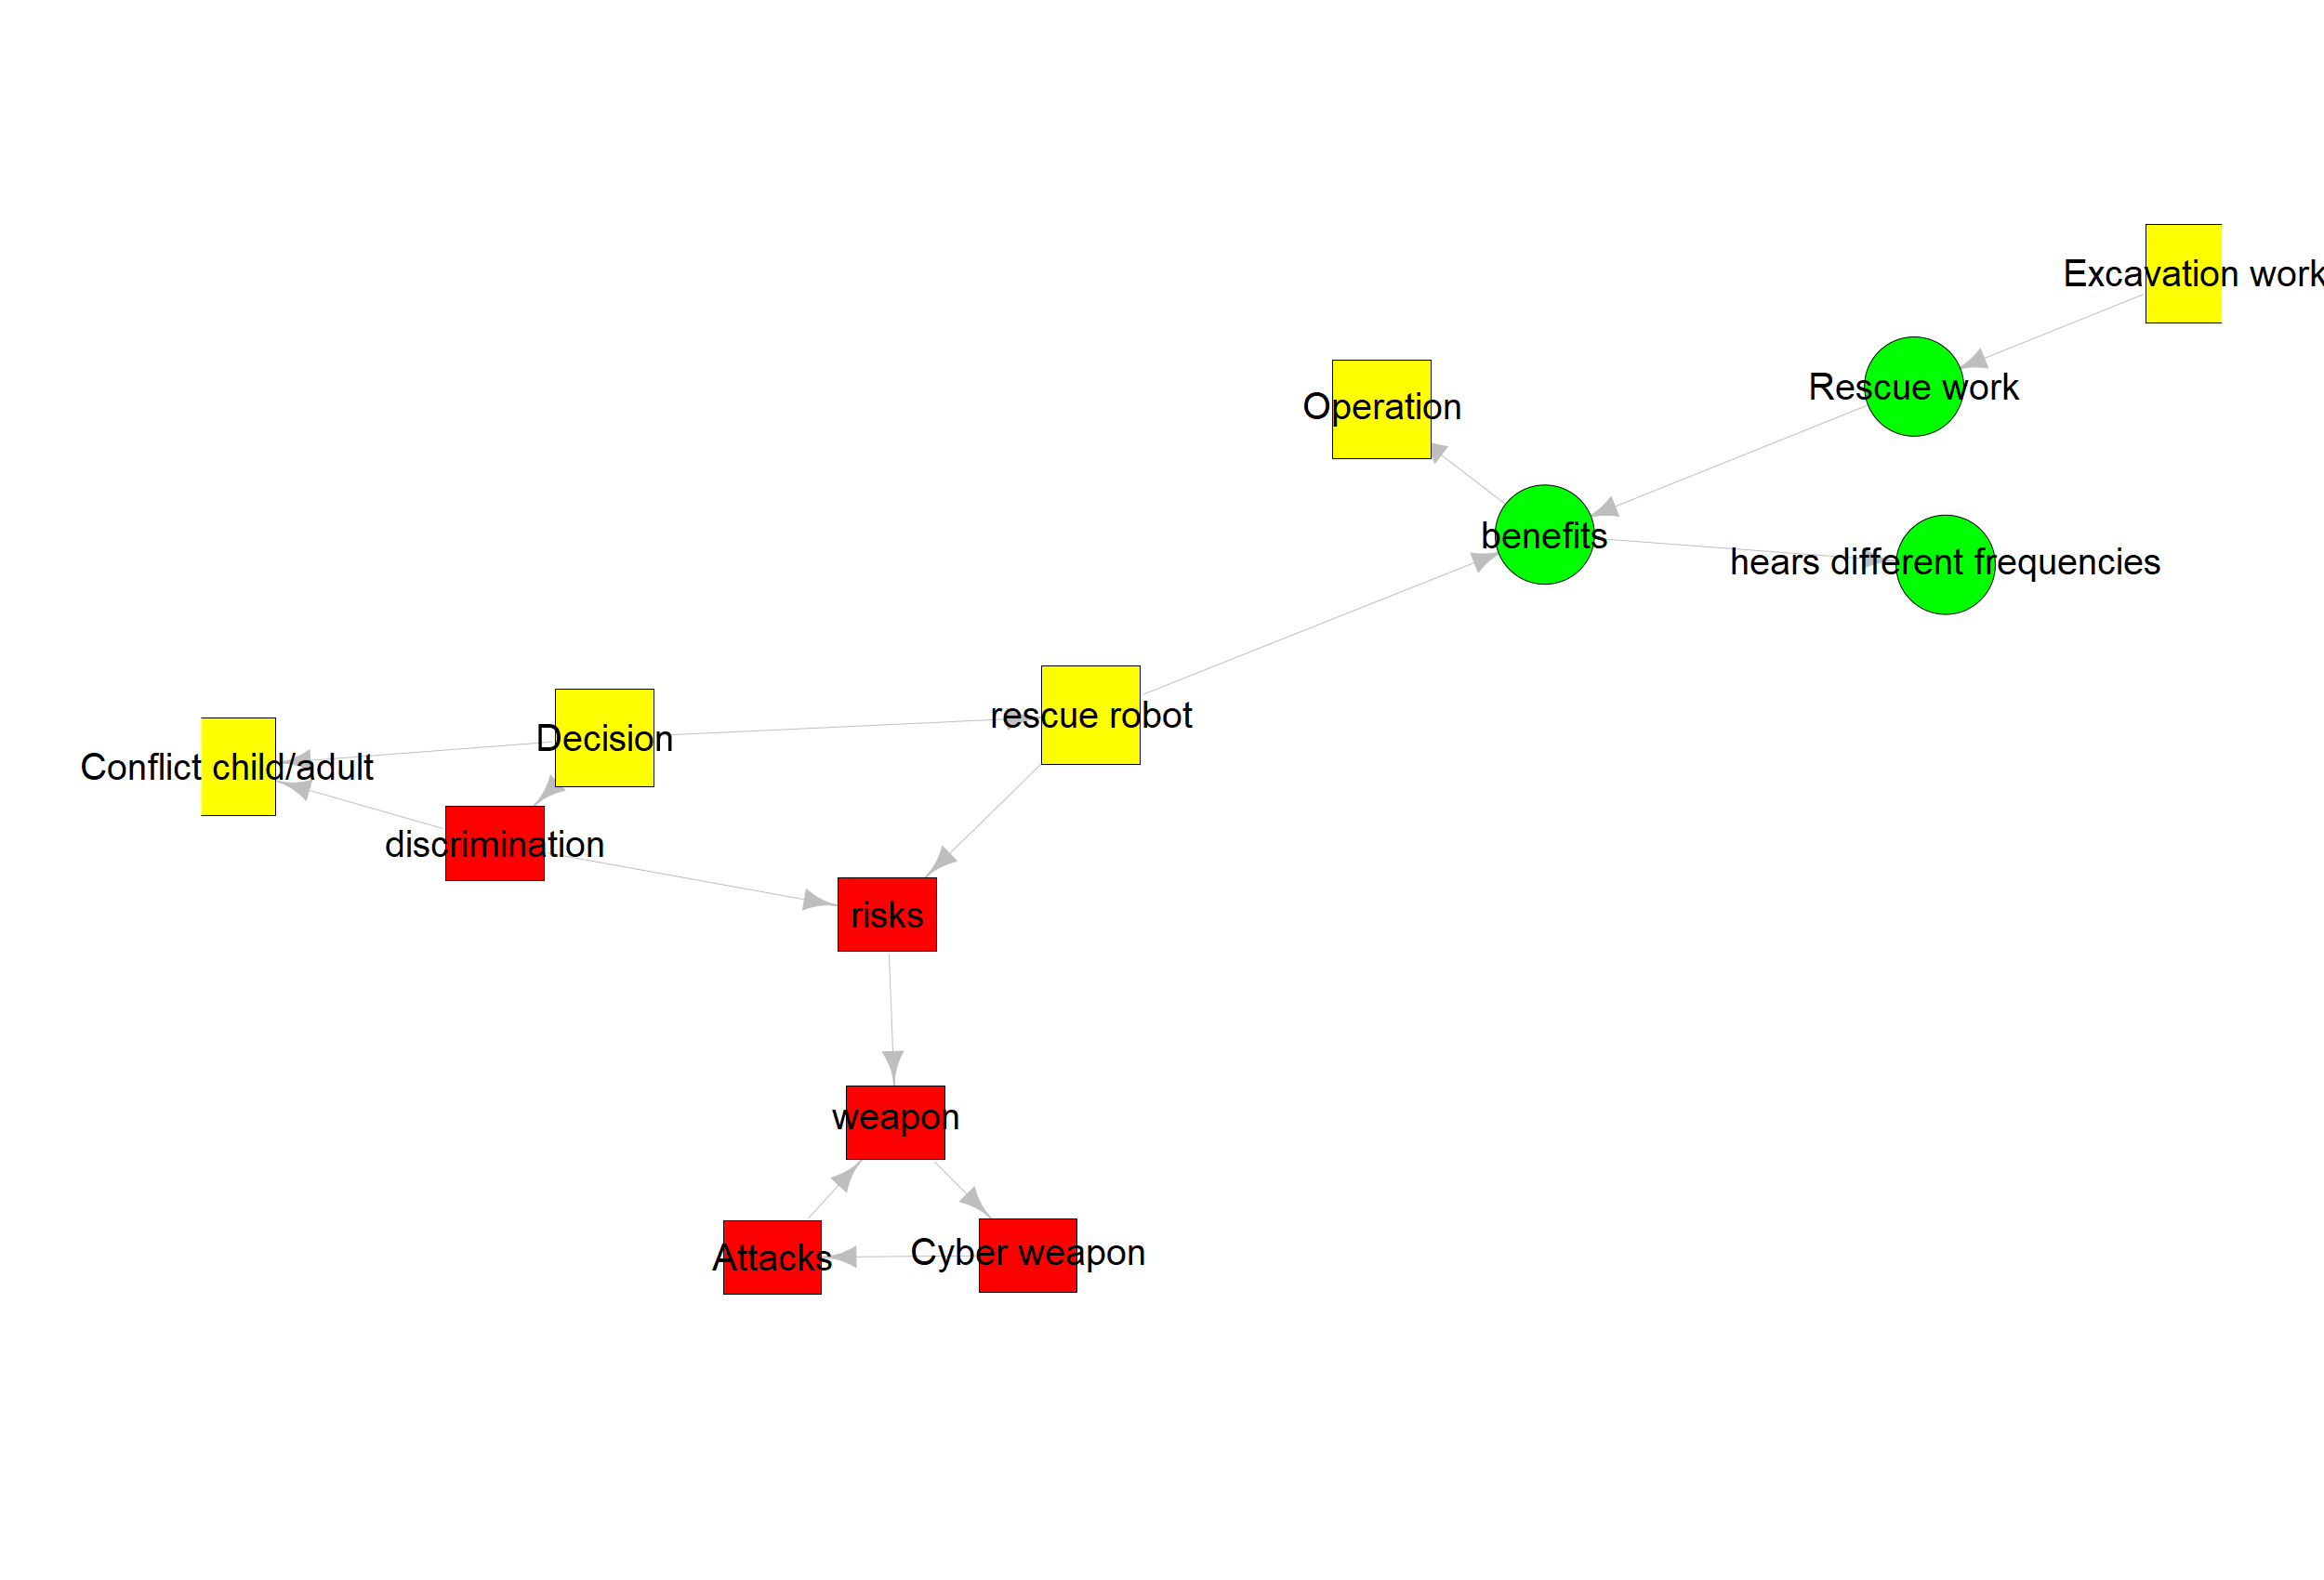 Excavation work
Rescue work
Operation
benefits
hears different frequencies
rescue robot
Decision
Conflict child/adult
discrimination
risks
weapon
Attacks
Cyber weapon